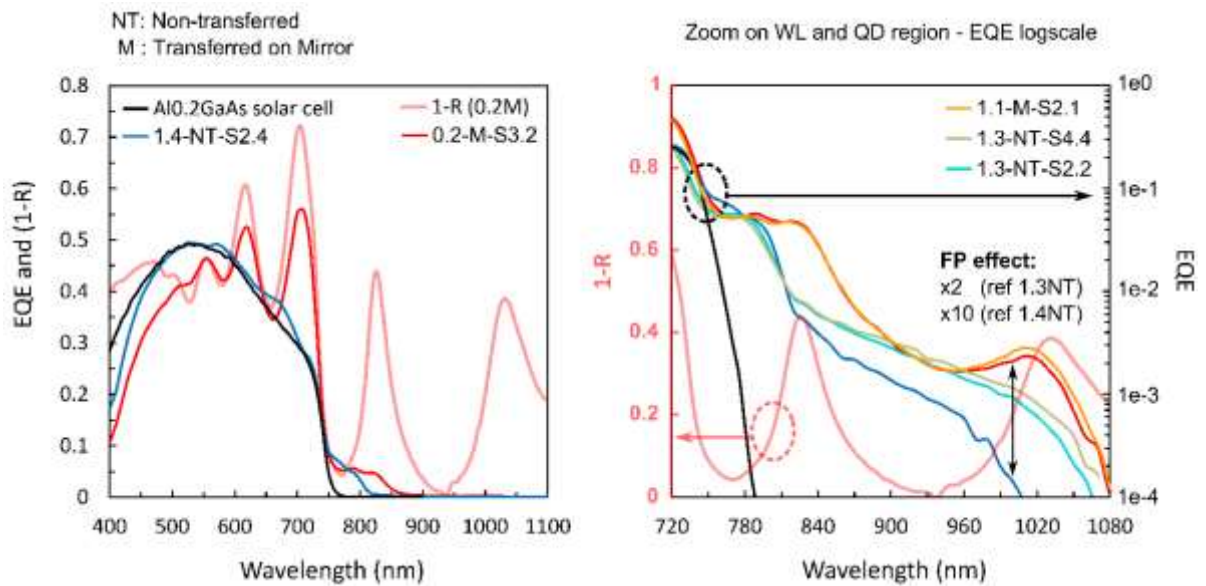 NT: Non-transferred
M : Transferred on Mirror
Zoom on WL and QD region - EQE logscale
EQE and (1-R)
0.8
0.7
0.6
0.5
0.4
0.3
0.2
0.1
0
Al0.2GaAs solar cell
1.4-NT-S2.4
1-R (0.2M)
0.2-M-S3.2
400 500 600 700 800 900 1000 1100
Wavelength (nm)
1-R
1
0.8
0.6
0.4
0.2
0
1.1-M-S2.1
1.3-NT-S4.4
1.3-NT-S2.2
FP effect:
x2 (ref 1.3NT)
x10 (ref 1.4NT)
1e0
1e-1
1e-2
1e-3
1e-4
EQE
720 780 840 900 960 1020 1080
Wavelength (nm)